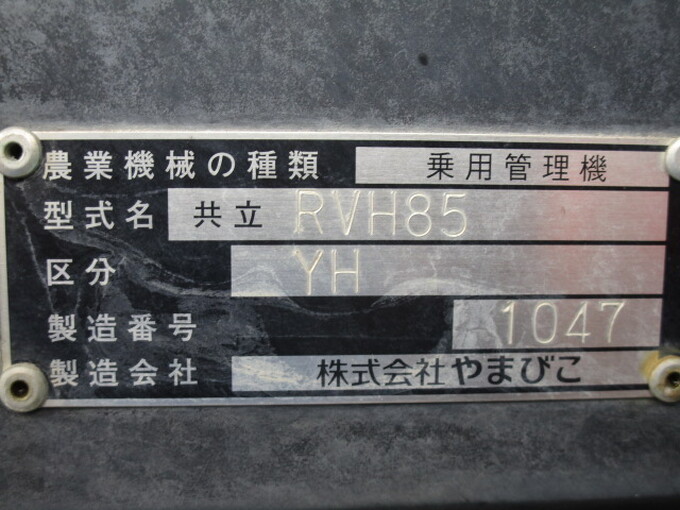 農業機械の種類 乗用管理機
型式名 共立 RVH85
区分 YH
製造番号 1047
製造会社 株式会社やまびこ